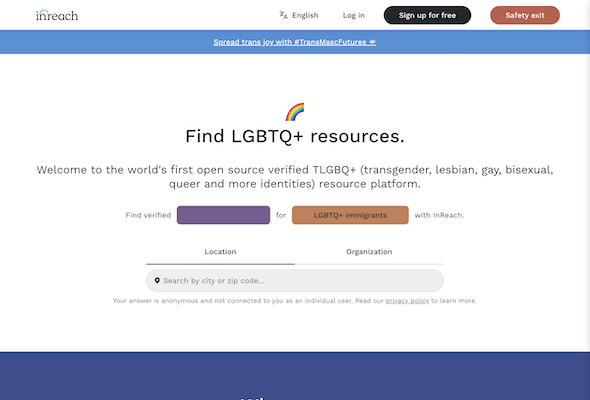 inreach
English
Log in
Sign up for free
Safety exit
Spread trans joy with #TransMascFutures
Find LGBTQ+ resources.
Welcome to the world's first open source verified TLGBQ+ (transgender, lesbian, gay, bisexual,
queer and more identities) resource platform.
Find verified for LGBTQ+ immigrants with InReach.
Location
Organization
Search by city or zip code...
Your answer is anonymous and not connected to you as an individual user. Read our privacy policy to learn more.